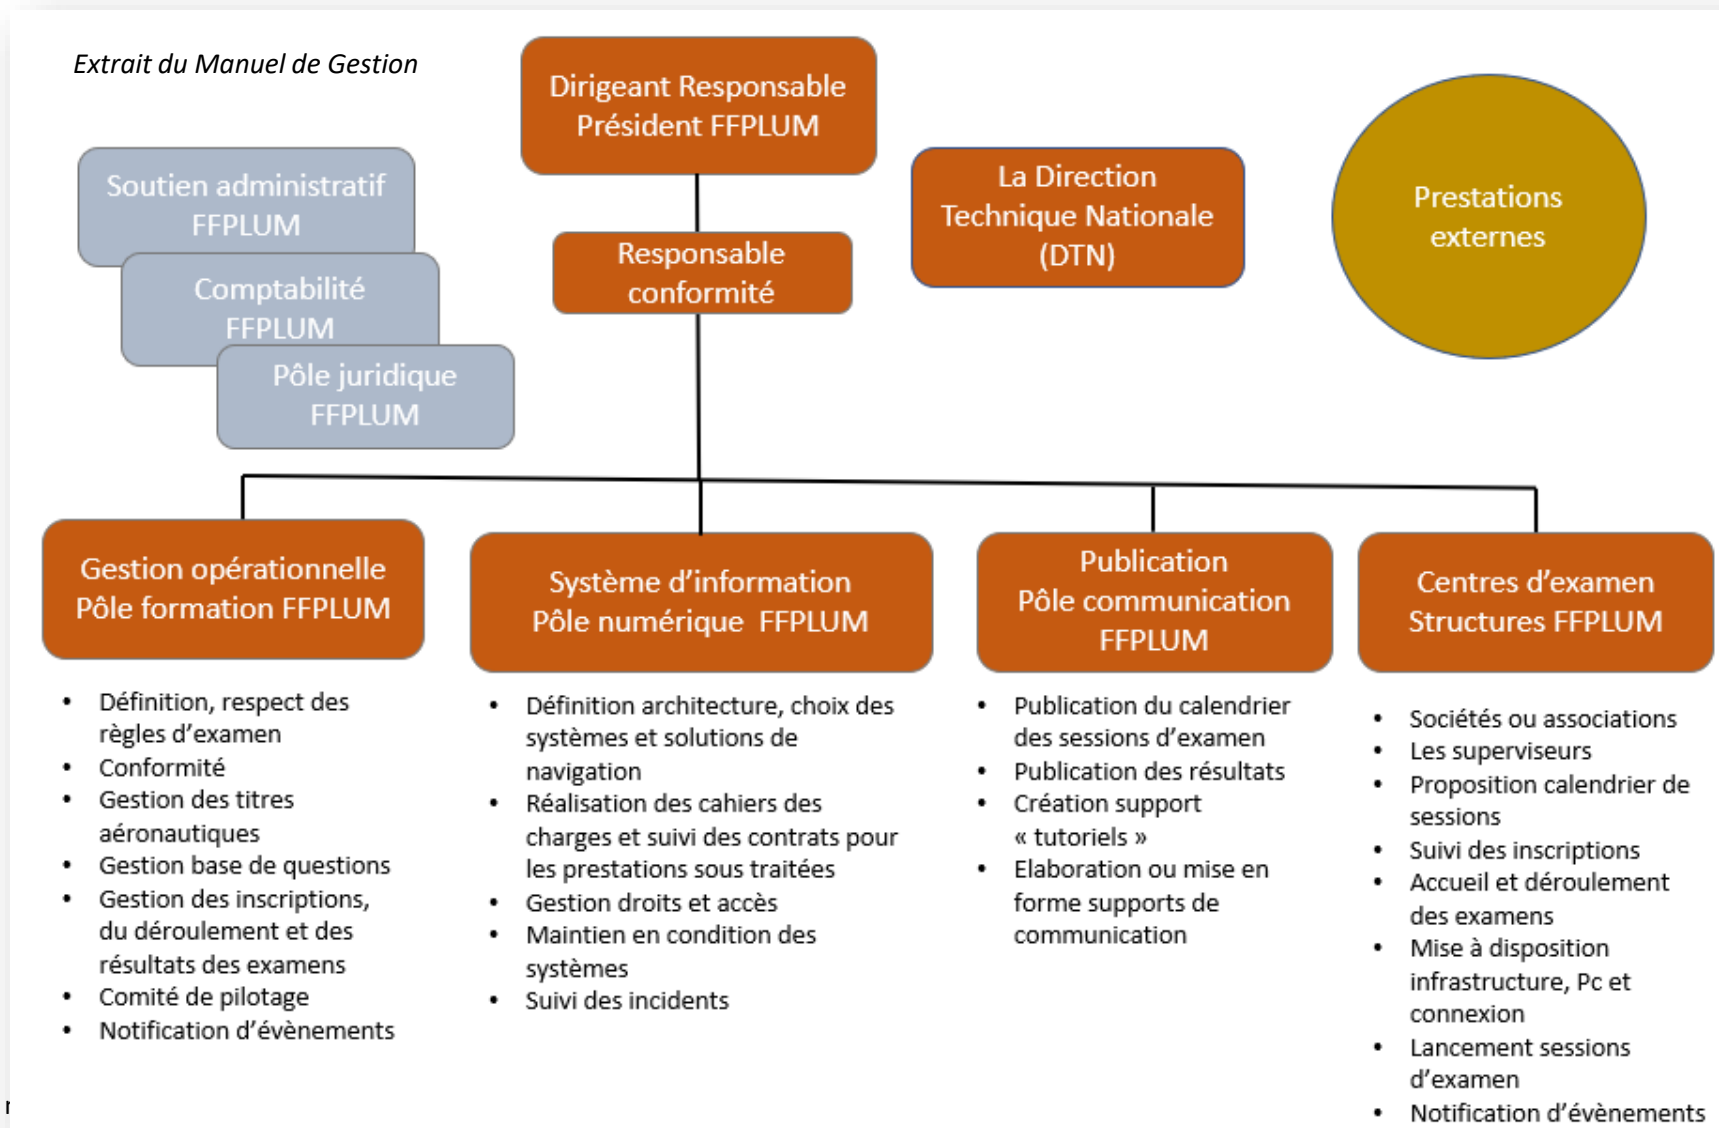 Extrait du Manuel de Gestion
Dirigeant Responsable
Président FFPLUM
Soutien administratif
FFPLUM
Comptabilité
FFPLUM
Pôle juridique
FFPLUM
Responsable
conformité
La Direction
Technique Nationale
(DTN)
Prestations
externes
Gestion opérationnelle
Pôle formation FFPLUM
• Définition, respect des
règles d'examen
• Conformité
• Gestion des titres
aéronautiques
• Gestion base de questions
• Gestion des inscriptions,
du déroulement et des
résultats des examens
• Comité de pilotage
• Notification d'évènements
Système d'information
Pôle numérique FFPLUM
• Définition architecture, choix des
systèmes et solutions de
navigation
• Réalisation des cahiers des
charges et suivi des contrats pour
les prestations sous traitées
• Gestion droits et accès
• Maintien en condition des
systèmes
• Suivi des incidents
Publication
Pôle communication
FFPLUM
• Publication du calendrier
des sessions d'examen
• Publication des résultats
• Création support
« tutoriels »
• Elaboration ou mise en
forme supports de
communication
Centres d'examen
Structures FFPLUM
• Sociétés ou associations
• Les superviseurs
• Proposition calendrier de
sessions
• Suivi des inscriptions
• Accueil et déroulement
des examens
• Mise à disposition
infrastructure, Pc et
connexion
• Lancement sessions
d'examen
• Notification d'évènements